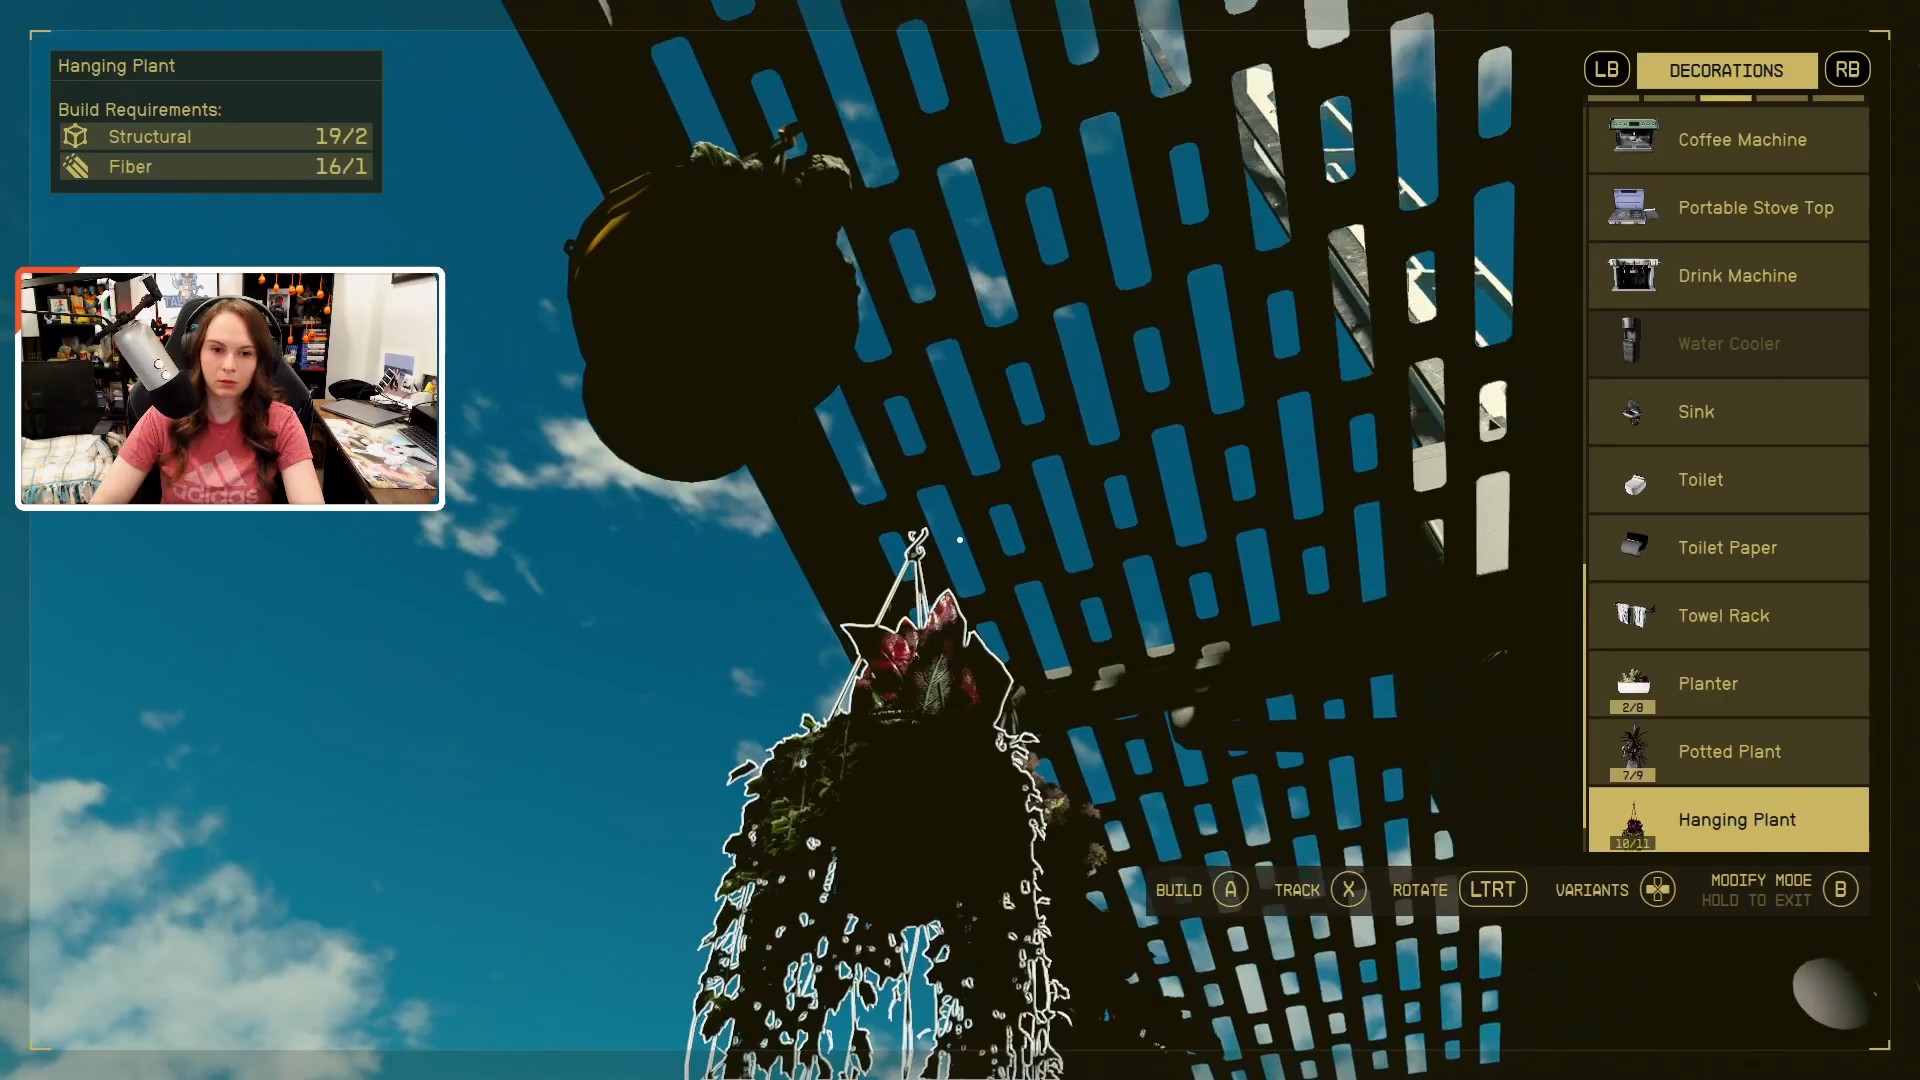 Hanging Plant
Build Requirements:
Structural 19/2
Fiber 16/1
LB DECORATIONS RB
Coffee Machine
Portable Stove Top
Drink Machine
Water Cooler
Sink
Toilet
Toilet Paper
Towel Rack
Planter
2/8
Potted Plant
7/9
Hanging Plant
10/11
BUILD A TRACK X ROTATE LTRT VARIANTS MODIFY MODE B
HOLD TO EXIT
adidas